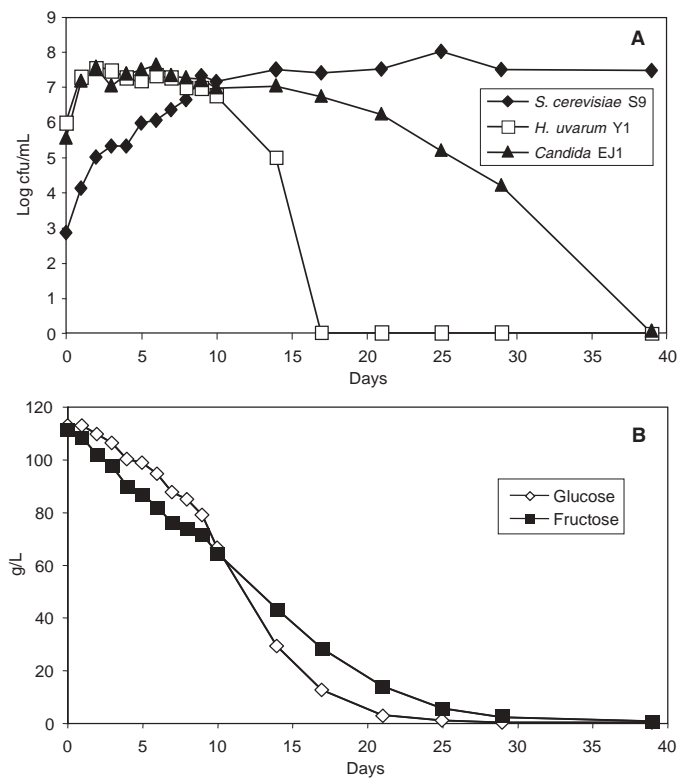 9
8
7
6
5
4
3
2
1
0
Log cfu/mL
A
S. cerevisiae S9
H. uvarum Y1
Candida EJ1
0 5 10 15 20 25 30 35 40
Days
120
100
80
60
40
20
0
g/L
B
Glucose
Fructose
0 5 10 15 20 25 30 35 40
Days